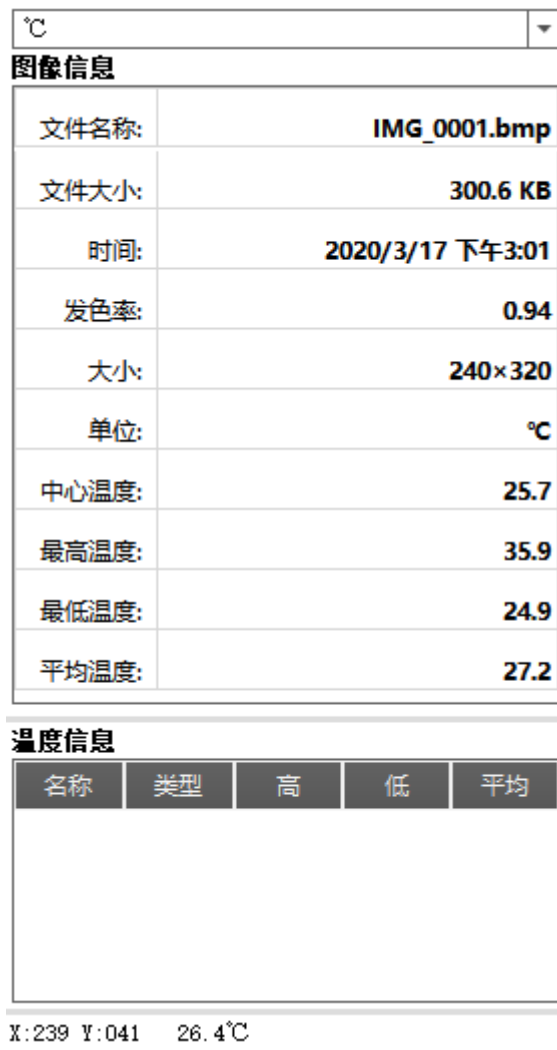 ℃
图像信息
文件名称: IMG_0001.bmp
文件大小: 300.6 KB
时间: 2020/3/17 下午3:01
发色率: 0.94
大小: 240×320
单位: ℃
中心温度: 25.7
最高温度: 35.9
最低温度: 24.9
平均温度: 27.2
温度信息
名称 类型 高 低 平均
X:239 Y:041 26.4℃